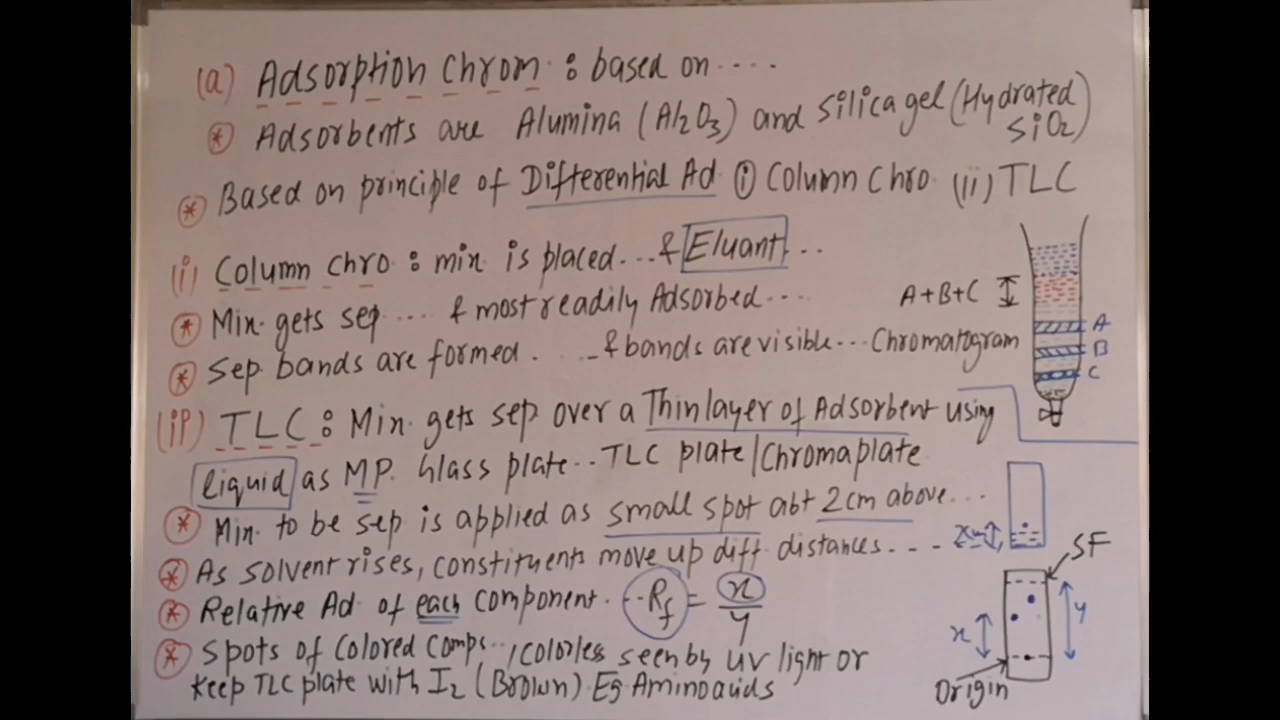 (a) Adsorption Chrom : based on ....
* Adsorbents are Alumina (Al2O3) and silica gel (Hydrated SiO2)
* Based on principle of Differential Ad (i) Column Chro. (ii) TLC
(i) Column Chro : mix is placed...& Eluant...
* Mix. gets sep .... & most readily Adsorbed....
A+B+C
* Sep. bands are formed. ...& bands are visible... Chromatogram
A
B
C
(ii) TLC : Mix. gets sep over a Thin layer of Adsorbent using
liquid as MP. Glass plate.. TLC plate/Chromaplate
* Mix. to be sep is applied as small spot abt 2cm above...
* As solvent rises, constituents move up diff distances....
SF
* Relative Ad of each component. ..Rf = x/y
x
y
* Spots of Colored Comps.., colorless seen by UV light or
keep TLC plate with I2 (Brown) Eg Aminoacids
Origin